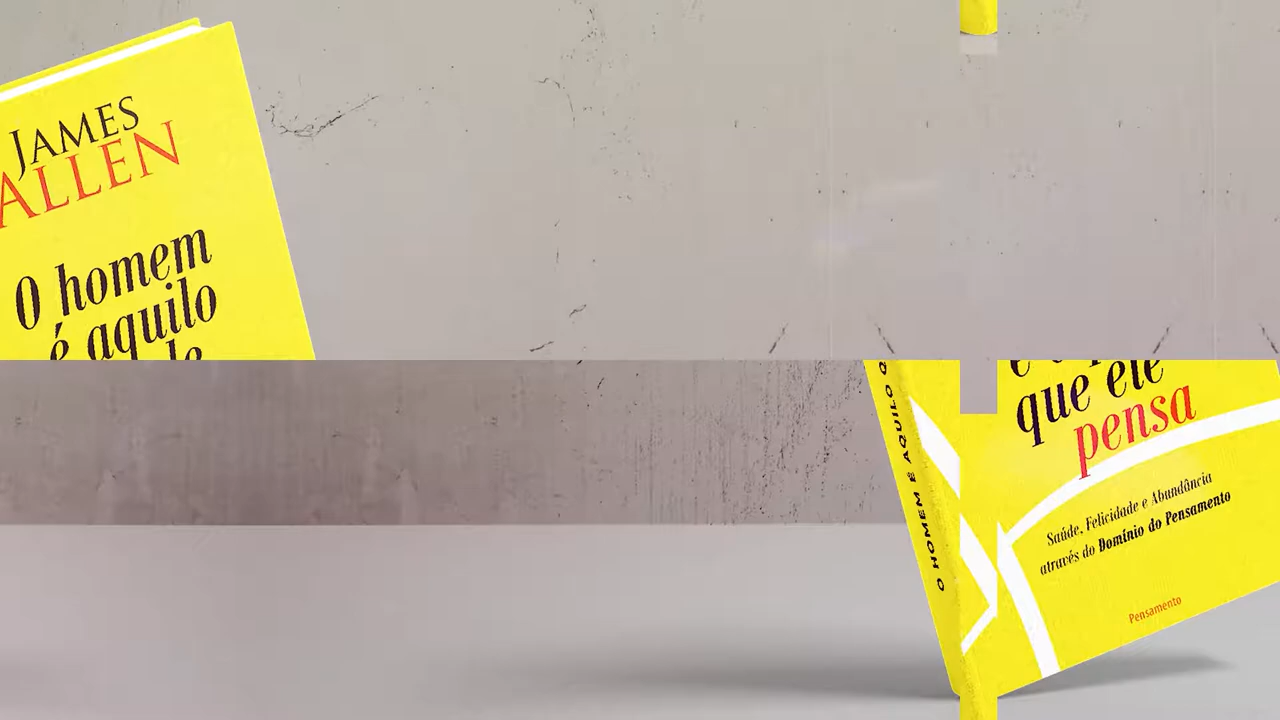 JAMES
ALLEN
O homem
é aquilo
que ele
pensa
Saúde, Felicidade e Abundância
através do Domínio do Pensamento
Pensamento
O HOMEM É AQUILO